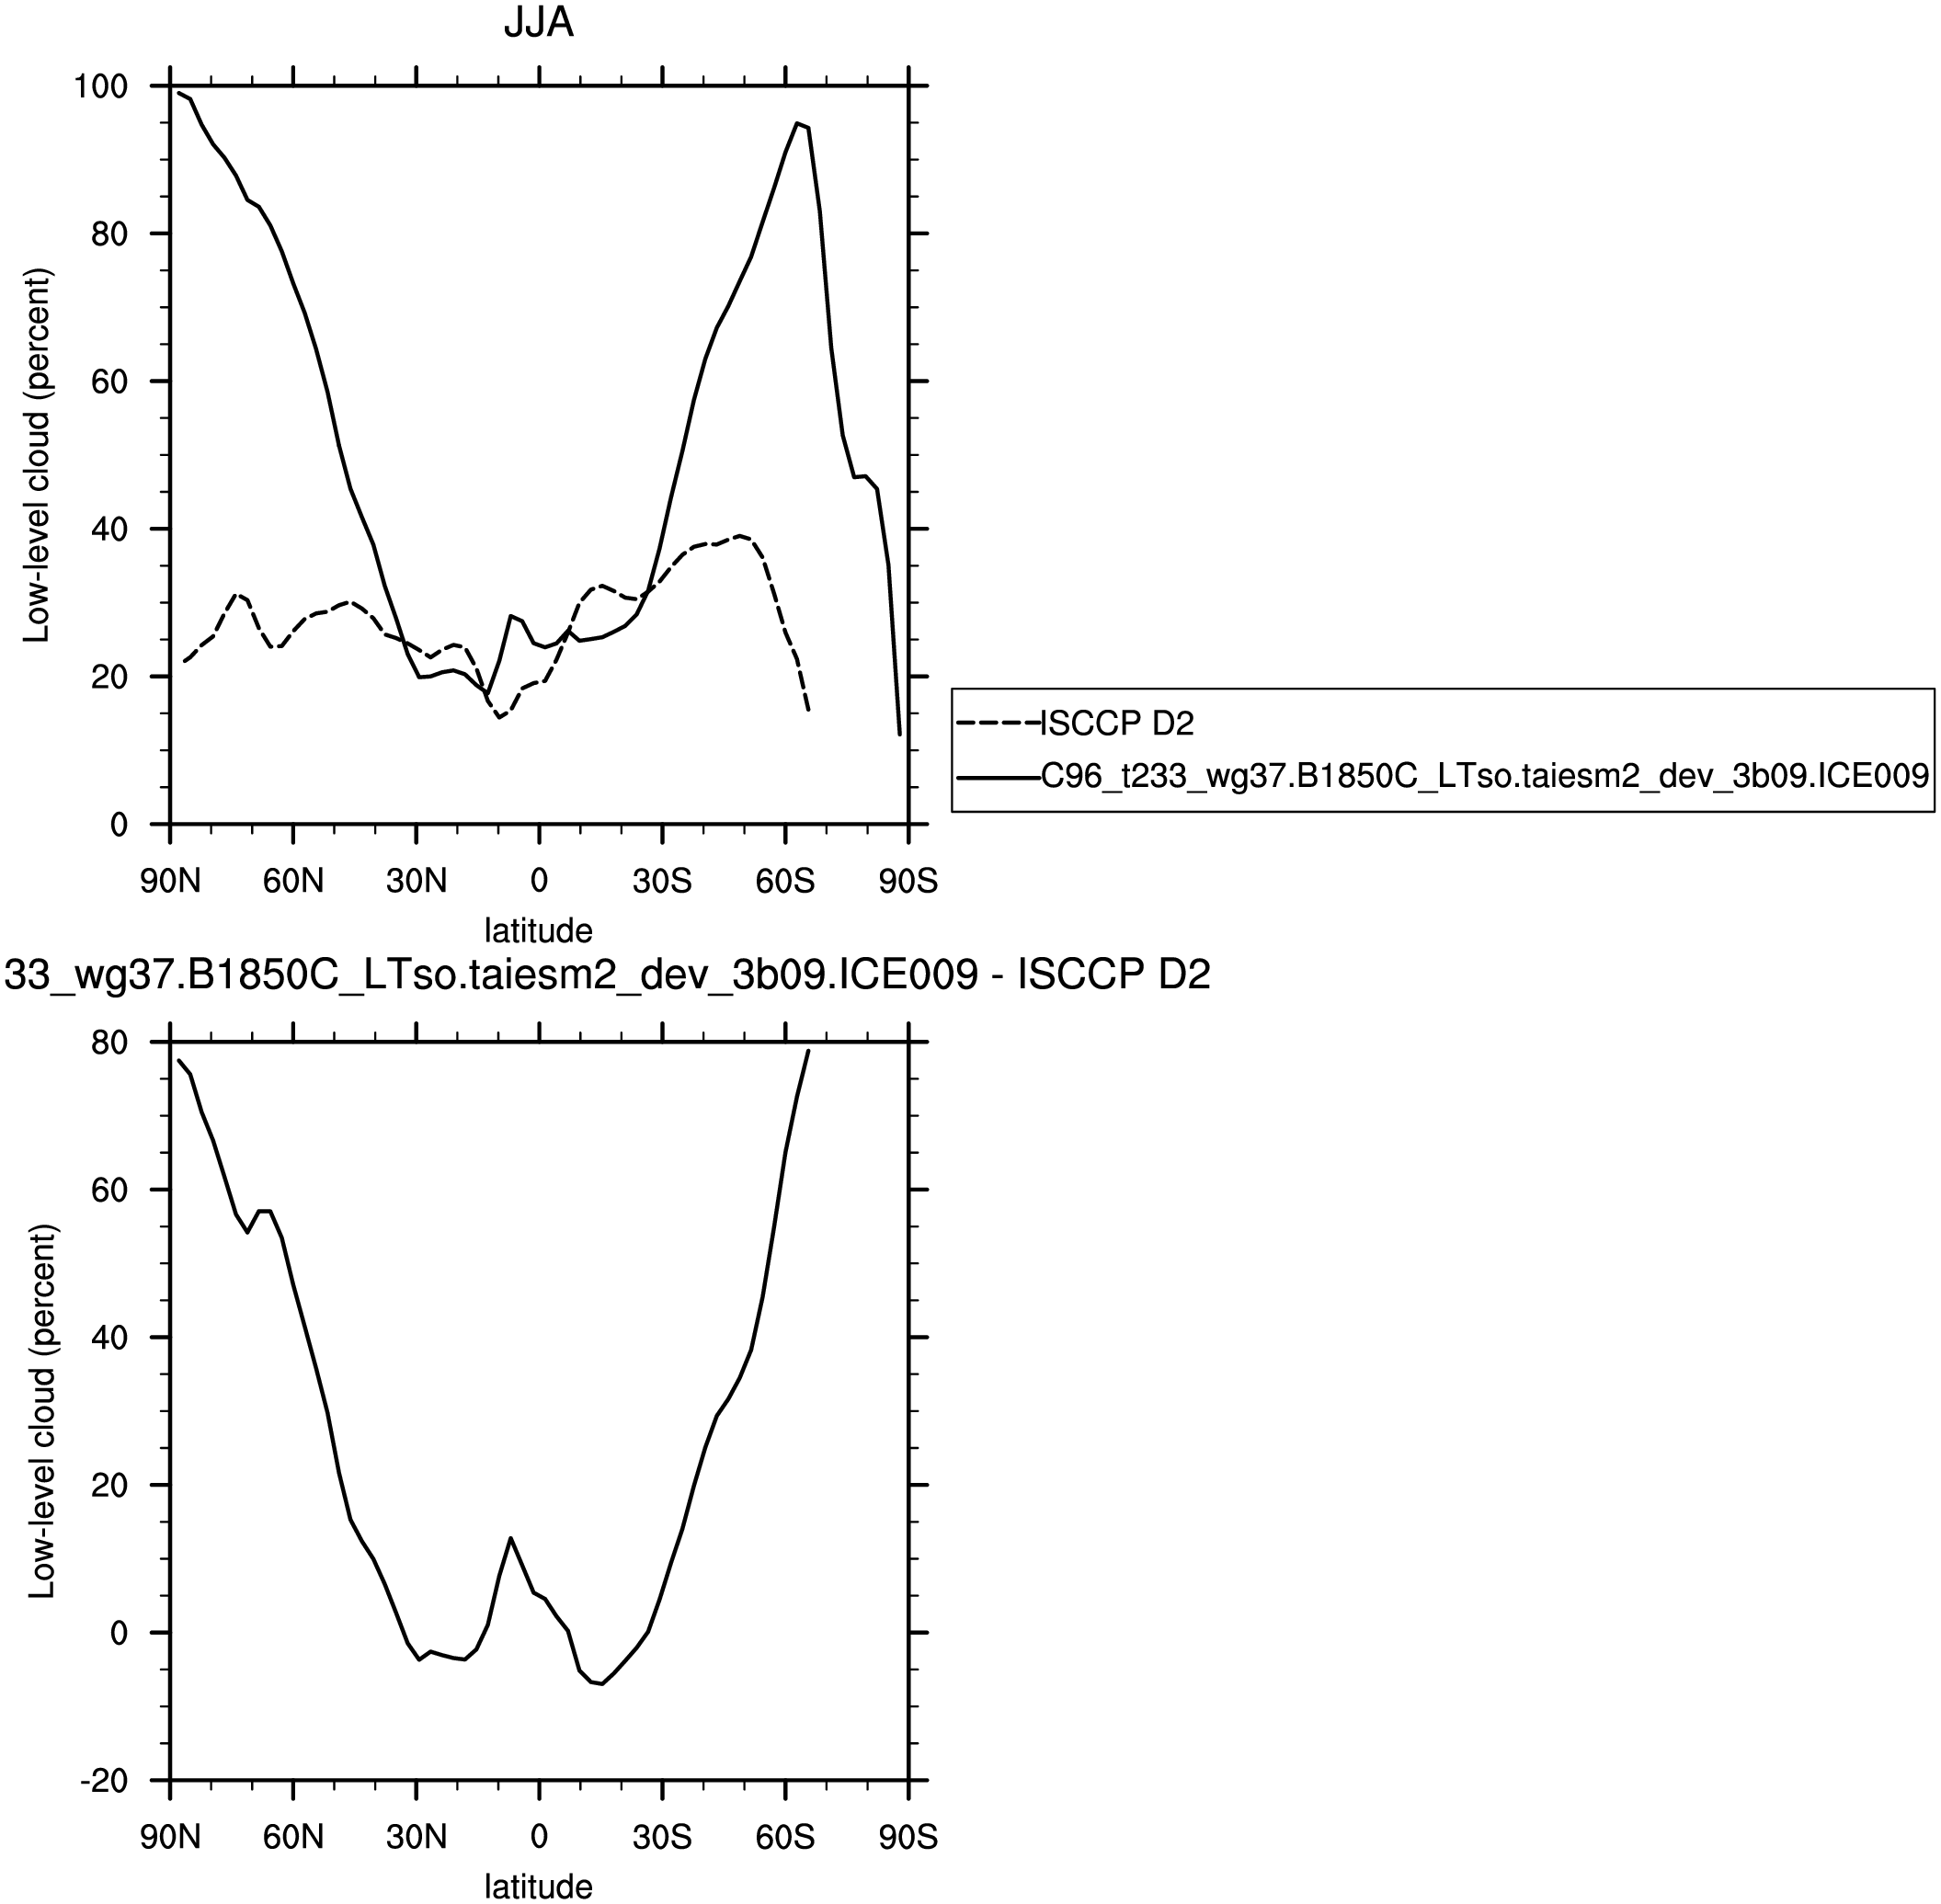 JJA
100
80
60
40
20
0
Low-level cloud (percent)
90N 60N 30N 0 30S 60S 90S
latitude
ISCCP D2
C96_t233_wg37.B1850C_LTso.taiesm2_dev_3b09.ICE009
33_wg37.B1850C_LTso.taiesm2_dev_3b09.ICE009 - ISCCP D2
80
60
40
20
0
-20
Low-level cloud (percent)
90N 60N 30N 0 30S 60S 90S
latitude